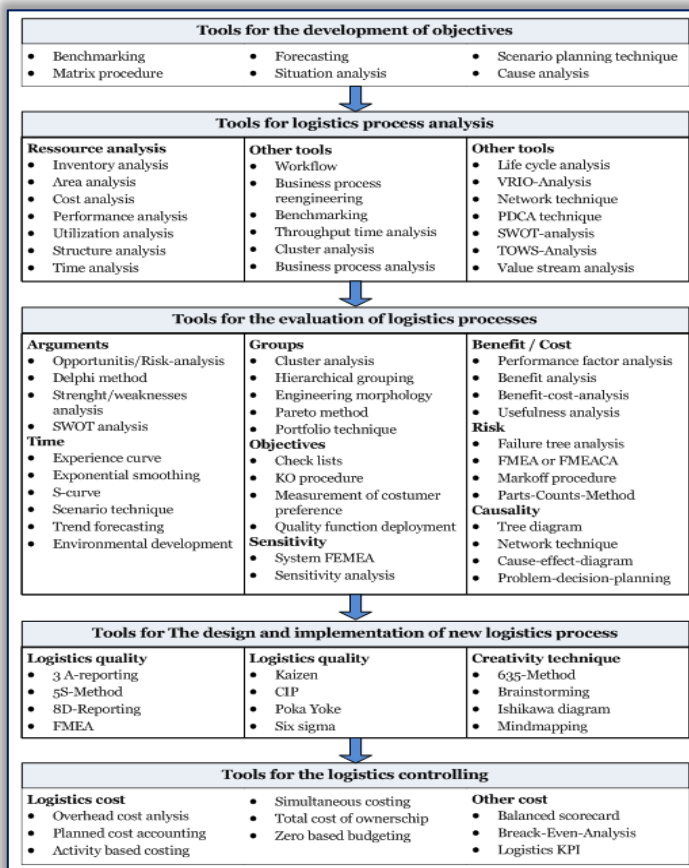 Tools for the development of objectives
• Benchmarking
• Matrix procedure
• Forecasting
• Situation analysis
• Scenario planning technique
• Cause analysis
Tools for logistics process analysis
Ressource analysis
• Inventory analysis
• Area analysis
• Cost analysis
• Performance analysis
• Utilization analysis
• Structure analysis
• Time analysis
Other tools
• Workflow
• Business process
reengineering
• Benchmarking
• Throughput time analysis
• Cluster analysis
• Business process analysis
Other tools
• Life cycle analysis
• VRIO-Analysis
• Network technique
• PDCA technique
• SWOT-analysis
• TOWS-Analysis
• Value stream analysis
Tools for the evaluation of logistics processes
Arguments
• Opportunitis/Risk-analysis
• Delphi method
• Strenght/weaknesses
analysis
• SWOT analysis
Time
• Experience curve
• Exponential smoothing
• S-curve
• Scenario technique
• Trend forecasting
• Environmental development
Groups
• Cluster analysis
• Hierarchical grouping
• Engineering morphology
• Pareto method
• Portfolio technique
Objectives
• Check lists
• KO procedure
• Measurement of costumer
preference
• Quality function deployment
Sensitivity
• System FEMEA
• Sensitivity analysis
Benefit / Cost
• Performance factor analysis
• Benefit analysis
• Benefit-cost-analysis
• Usefulness analysis
Risk
• Failure tree analysis
• FMEA or FMEACA
• Markoff procedure
• Parts-Counts-Method
Causality
• Tree diagram
• Network technique
• Cause-effect-diagram
• Problem-decision-planning
Tools for The design and implementation of new logistics process
Logistics quality
• 3 A-reporting
• 5S-Method
• 8D-Reporting
• FMEA
Logistics quality
• Kaizen
• CIP
• Poka Yoke
• Six sigma
Creativity technique
• 635-Method
• Brainstorming
• Ishikawa diagram
• Mindmapping
Tools for the logistics controlling
Logistics cost
• Overhead cost anlysis
• Planned cost accounting
• Activity based costing
• Simultaneous costing
• Total cost of ownerschip
• Zero based budgeting
Other cost
• Balanced scorecard
• Breack-Even-Analysis
• Logistics KPI